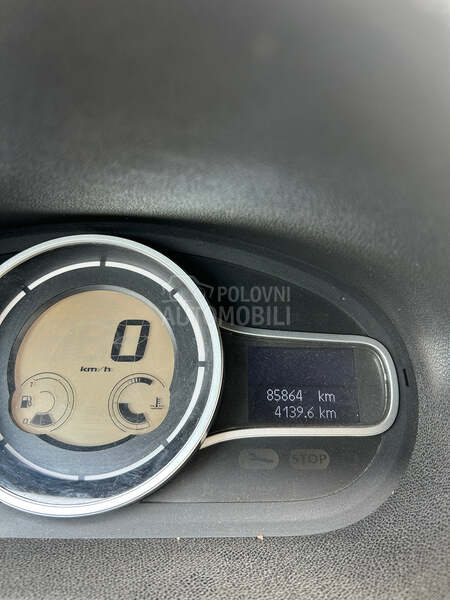 POLOVNI
AUTOMOBILI
0
km/h
85864 km
4139.6 km
STOP